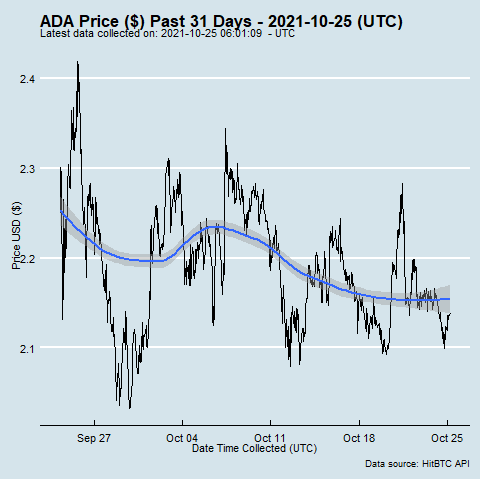 ADA Price ($) Past 31 Days - 2021-10-25 (UTC)
Latest data collected on: 2021-10-25 06:01:09 - UTC
2.4
2.3
2.2
2.1
Price USD ($)
Sep 27 Oct 04 Oct 11 Oct 18 Oct 25
Date Time Collected (UTC)
Data source: HitBTC API